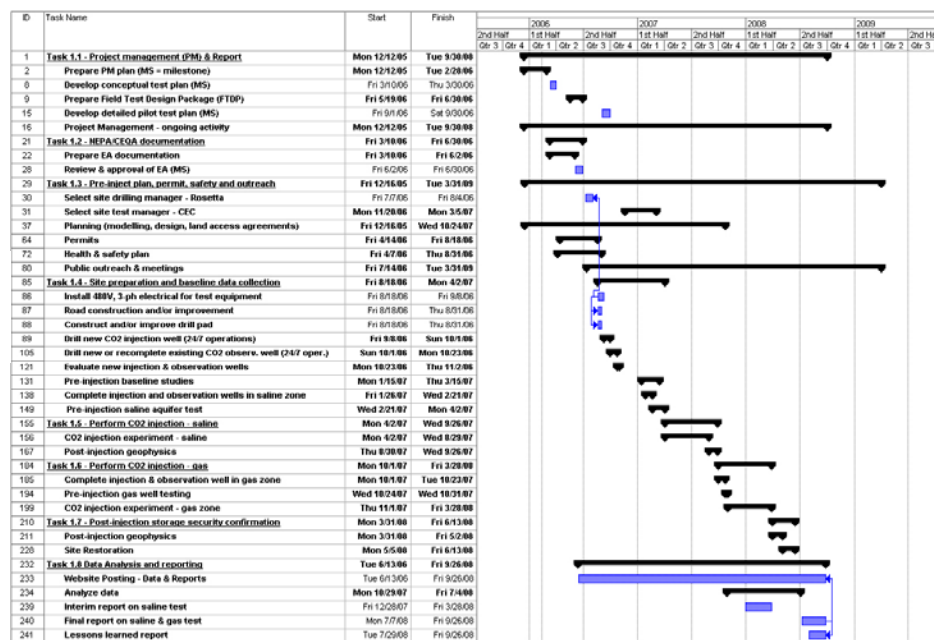 ID Task Name Start Finish
2006 2007 2008 2009
2nd Half 1st Half 2nd Half 1st Half 2nd Half 1st Half 2nd Half 1st Half 2nd H
Qtr 3 Qtr 4 Qtr 1 Qtr 2 Qtr 3 Qtr 4 Qtr 1 Qtr 2 Qtr 3 Qtr 4 Qtr 1 Qtr 2 Qtr 3 Qtr 4 Qtr 1 Qtr 2 Qtr 3
1 Task 1.1 - Project management (PM) & Report Mon 12/12/05 Tue 9/30/08
2 Prepare PM plan (MS = milestone) Mon 12/12/05 Tue 2/28/06
8 Develop conceptual test plan (MS) Fri 3/10/06 Thu 3/30/06
9 Prepare Field Test Design Package (FTDP) Fri 5/19/06 Fri 6/30/06
15 Develop detailed pilot test plan (MS) Fri 9/1/06 Sat 9/30/06
16 Project Management - ongoing activity Mon 12/12/05 Tue 9/30/08
21 Task 1.2 - NEPA/CEQA documentation Fri 3/10/06 Fri 6/30/06
22 Prepare EA documentation Fri 3/10/06 Fri 6/2/06
28 Review & approval of EA (MS) Fri 6/2/06 Fri 6/30/06
29 Task 1.3 - Pre-inject plan, permit, safety and outreach Fri 12/16/05 Tue 3/31/09
30 Select site drilling manager - Rosetta Fri 7/7/06 Fri 8/4/06
31 Select site test manager - CEC Mon 11/20/06 Mon 3/5/07
37 Planning (modelling, design, land access agreements) Fri 12/16/05 Wed 10/24/07
64 Permits Fri 4/14/06 Fri 8/18/06
72 Health & safety plan Fri 4/7/06 Thu 8/31/06
80 Public outreach & meetings Fri 7/14/06 Tue 3/31/09
85 Task 1.4 - Site preparation and baseline data collection Fri 8/18/06 Mon 4/2/07
86 Install 480V, 3-ph electrical for test equipment Fri 8/18/06 Fri 9/8/06
87 Road construction and/or improvement Fri 8/18/06 Thu 8/31/06
88 Construct and/or improve drill pad Fri 8/18/06 Thu 8/31/06
89 Drill new CO2 injection well (24/7 operations) Fri 9/8/06 Sun 10/1/06
105 Drill new or recomplete existing CO2 observ. well (24/7 oper.) Sun 10/1/06 Mon 10/23/06
121 Evaluate new injection & observation wells Mon 10/23/06 Thu 11/2/06
131 Pre-injection baseline studies Mon 1/15/07 Thu 3/15/07
138 Complete injection and observation wells in saline zone Fri 1/26/07 Wed 2/21/07
149 Pre-injection saline aquifer test Wed 2/21/07 Mon 4/2/07
155 Task 1.5 - Perform CO2 injection - saline Mon 4/2/07 Wed 9/26/07
156 CO2 injection experiment - saline Mon 4/2/07 Wed 8/29/07
167 Post-injection geophysics Thu 8/30/07 Wed 9/26/07
184 Task 1.6 - Perform CO2 injection - gas Mon 10/1/07 Fri 3/28/08
185 Complete injection & observation well in gas zone Mon 10/1/07 Tue 10/23/07
194 Pre-injection gas well testing Wed 10/24/07 Wed 10/31/07
199 CO2 injection experiment - gas zone Thu 11/1/07 Fri 3/28/08
210 Task 1.7 - Post-injection storage security confirmation Mon 3/31/08 Fri 6/13/08
211 Post-injection geophysics Mon 3/31/08 Fri 5/2/08
228 Site Restoration Mon 5/5/08 Fri 6/13/08
232 Task 1.8 Data Analysis and reporting Tue 6/13/06 Fri 9/26/08
233 Website Posting - Data & Reports Tue 6/13/06 Fri 9/26/08
234 Analyze data Mon 10/29/07 Fri 7/4/08
239 Interim report on saline test Fri 12/28/07 Fri 3/28/08
240 Final report on saline & gas test Mon 7/7/08 Fri 9/26/08
241 Lessons learned report Tue 7/29/08 Fri 9/26/08